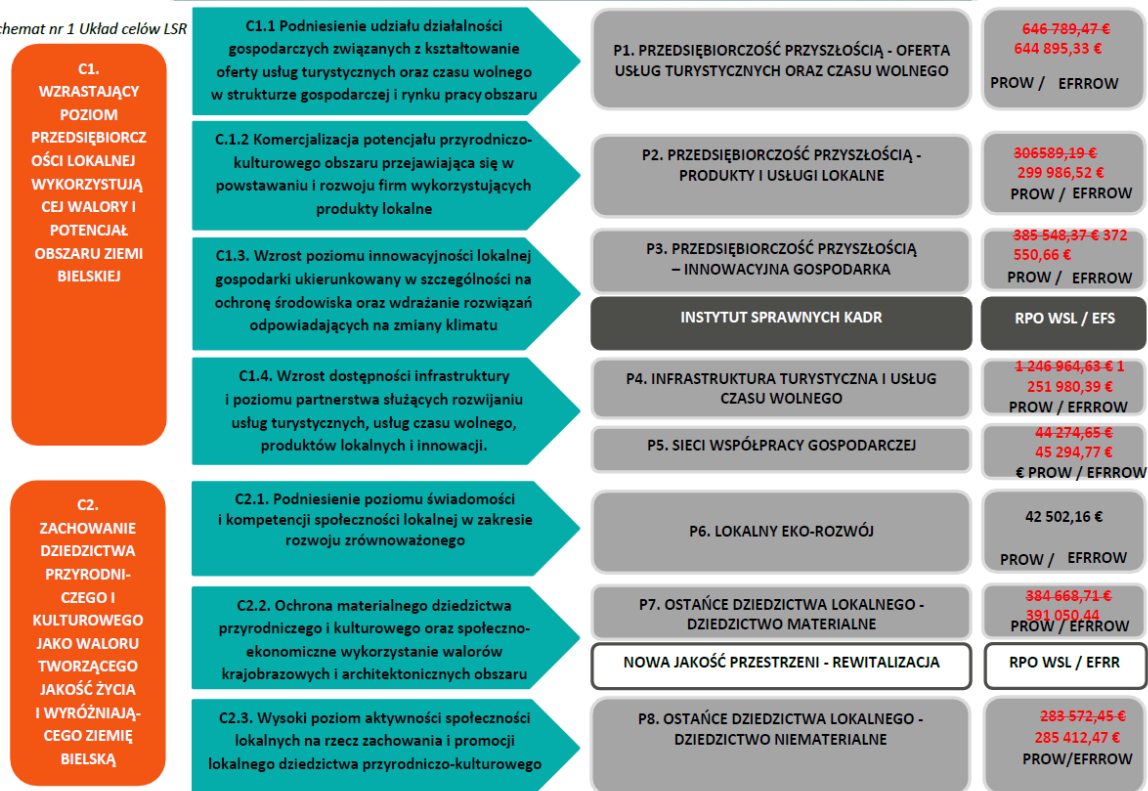 chemat nr 1 Układ celów LSR
C1.
WZRASTAJĄCY
POZIOM
PRZEDSIĘBIORCZ
OŚCI LOKALNEJ
WYKORZYSTUJĄ
CEJ WALORY I
POTENCJAŁ
OBSZARU ZIEMI
BIELSKIEJ
C1.1 Podniesienie udziału działalności
gospodarczych związanych z kształtowanie
oferty usług turystycznych oraz czasu wolnego
w strukturze gospodarczej i rynku pracy obszaru
P1. PRZEDSIĘBIORCZOŚĆ PRZYSZŁOŚCIĄ - OFERTA
USŁUG TURYSTYCZNYCH ORAZ CZASU WOLNEGO
646 789,47 €
644 895,33 €
PROW / EFRROW
C.1.2 Komercjalizacja potencjału przyrodniczo-
kulturowego obszaru przejawiająca się w
powstawaniu i rozwoju firm wykorzystujących
produkty lokalne
P2. PRZEDSIĘBIORCZOŚĆ PRZYSZŁOŚCIĄ -
PRODUKTY I USŁUGI LOKALNE
306589,19 €
299 986,52 €
PROW / EFRROW
C1.3. Wzrost poziomu innowacyjności lokalnej
gospodarki ukierunkowany w szczególności na
ochronę środowiska oraz wdrażanie rozwiązań
odpowiadających na zmiany klimatu
P3. PRZEDSIĘBIORCZOŚĆ PRZYSZŁOŚCIĄ
– INNOWACYJNA GOSPODARKA
385 548,37 € 372
550,66 €
PROW / EFRROW
INSTYTUT SPRAWNYCH KADR
RPO WSL / EFS
C1.4. Wzrost dostępności infrastruktury
i poziomu partnerstwa służących rozwijaniu
usług turystycznych, usług czasu wolnego,
produktów lokalnych i innowacji.
P4. INFRASTRUKTURA TURYSTYCZNA I USŁUG
CZASU WOLNEGO
1 246 964,63 € 1
251 980,39 €
PROW / EFRROW
P5. SIECI WSPÓŁPRACY GOSPODARCZEJ
44 274,65 €
45 294,77 €
€ PROW / EFRROW
C2.
ZACHOWANIE
DZIEDZICTWA
PRZYRODNI-
CZEGO I
KULTUROWEGO
JAKO WALORU
TWORZĄCEGO
JAKOŚĆ ŻYCIA
I WYRÓŻNIAJĄ-
CEGO ZIEMIĘ
BIELSKĄ
C2.1. Podniesienie poziomu świadomości
i kompetencji społeczności lokalnej w zakresie
rozwoju zrównoważonego
P6. LOKALNY EKO-ROZWÓJ
42 502,16 €
PROW / EFRROW
C2.2. Ochrona materialnego dziedzictwa
przyrodniczego i kulturowego oraz społeczno-
ekonomiczne wykorzystanie walorów
krajobrazowych i architektonicznych obszaru
P7. OSTAŃCE DZIEDZICTWA LOKALNEGO -
DZIEDZICTWO MATERIALNE
384 668,71 €
391 050,44
PROW / EFRROW
NOWA JAKOŚĆ PRZESTRZENI - REWITALIZACJA
RPO WSL / EFRR
C2.3. Wysoki poziom aktywności społeczności
lokalnych na rzecz zachowania i promocji
lokalnego dziedzictwa przyrodniczo-kulturowego
P8. OSTAŃCE DZIEDZICTWA LOKALNEGO -
DZIEDZICTWO NIEMATERIALNE
283 572,45 €
285 412,47 €
PROW/EFRROW